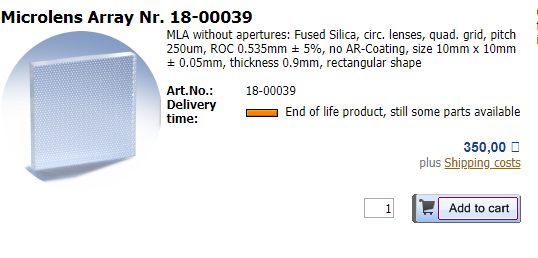 Microlens Array Nr. 18-00039
MLA without apertures: Fused Silica, circ. lenses, quad. grid, pitch
250um, ROC 0.535mm ± 5%, no AR-Coating, size 10mm x 10mm
± 0.05mm, thickness 0.9mm, rectangular shape
Art.No.: 18-00039
Delivery time: End of life product, still some parts available
350,00
plus Shipping costs
1 Add to cart